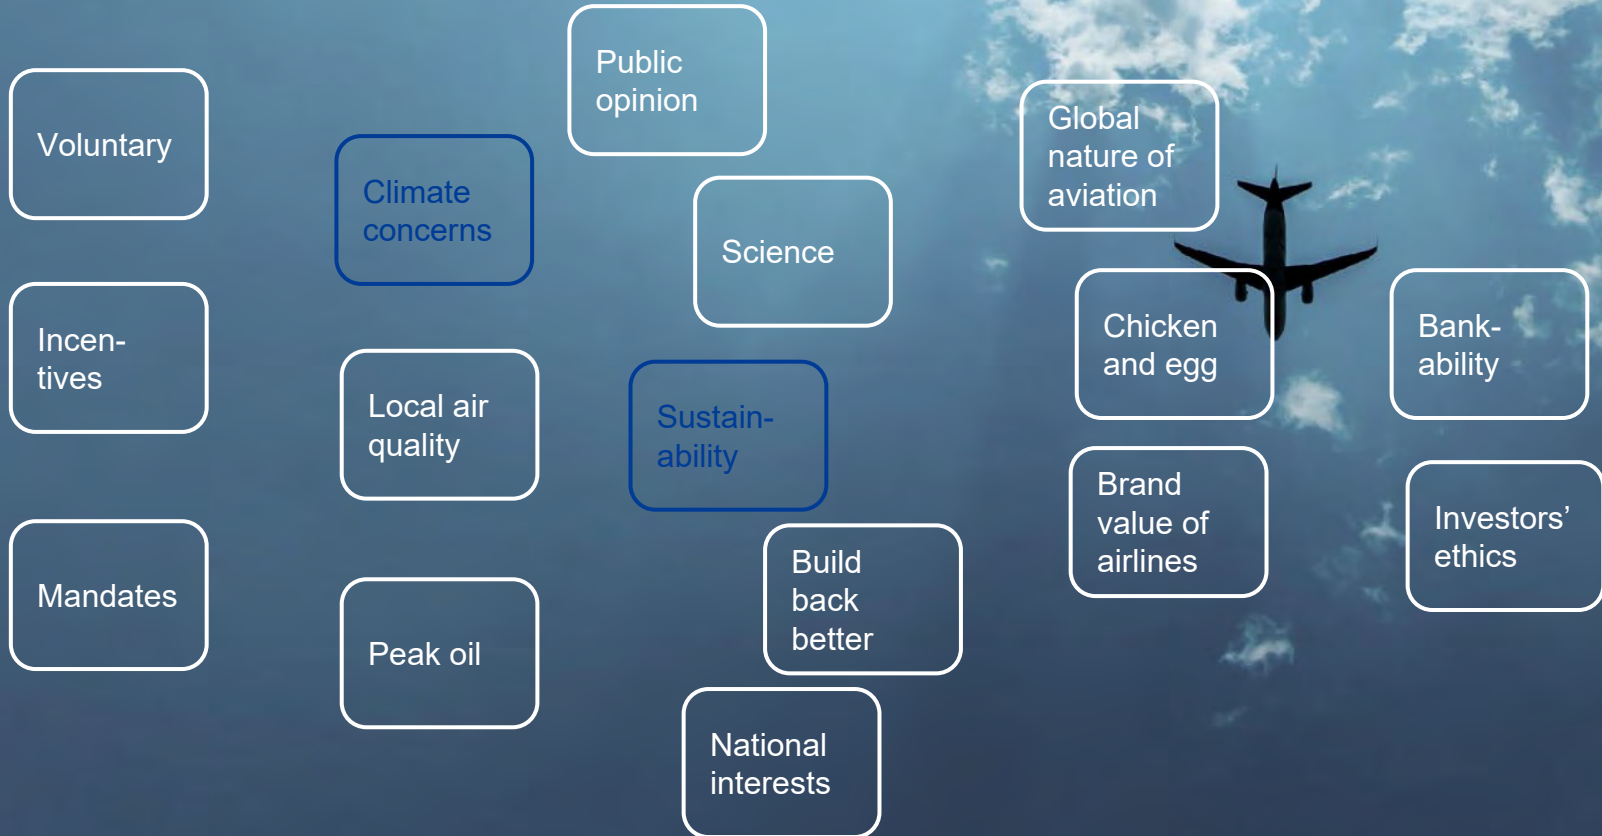 Public
opinion
Voluntary
Climate
concerns
Global
nature of
aviation
Science
Incen-
tives
Local air
quality
Sustain-
ability
Chicken
and egg
Bank-
ability
Brand
value of
airlines
Investors’
ethics
Mandates
Peak oil
Build
back
better
National
interests